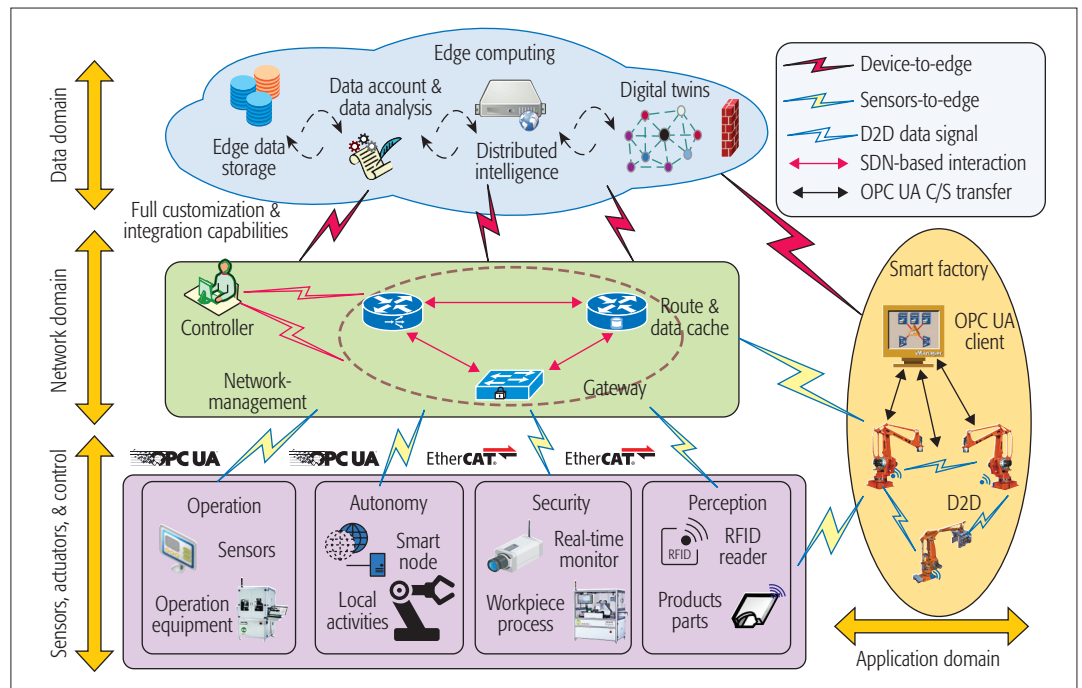 Data domain
Network domain
Sensors, actuators, & control
Edge computing
Data account &
data analysis
Digital twins
Edge data
storage
Distributed
intelligence
Full customization &
integration capabilities
Device-to-edge
Sensors-to-edge
D2D data signal
SDN-based interaction
OPC UA C/S transfer
Controller
Route &
data cache
Network-
management
Gateway
Smart factory
OPC UA
client
D2D
Application domain
OPC UA
OPC UA
EtherCAT
EtherCAT
Operation
Sensors
Operation
equipment
Autonomy
Smart
node
Local
activities
Security
Real-time
monitor
Workpiece
process
Perception
RFID
RFID
reader
Products
parts